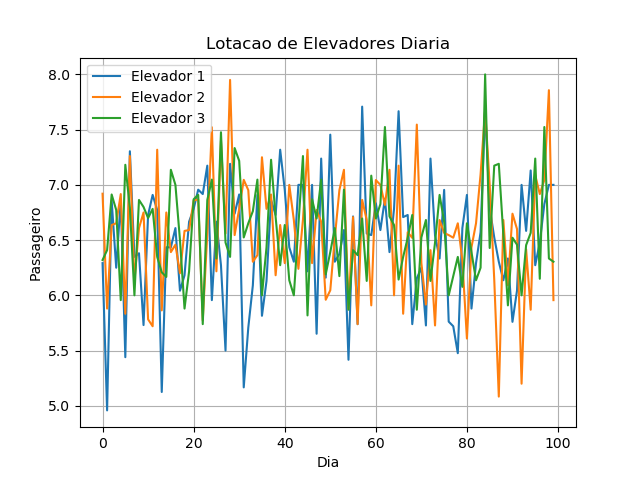 Lotacao de Elevadores Diaria
Elevador 1
Elevador 2
Elevador 3
Passageiro
8.0
7.5
7.0
6.5
6.0
5.5
5.0
0 20 40 60 80 100
Dia